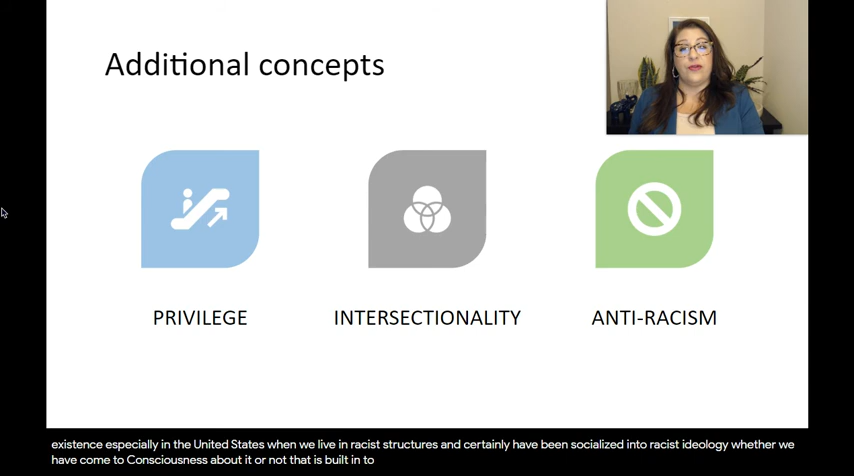 Additional concepts
PRIVILEGE
INTERSECTIONALITY
ANTI-RACISM
existence especially in the United States when we live in racist structures and certainly have been socialized into racist ideology whether we
have come to Consciousness about it or not that is built in to